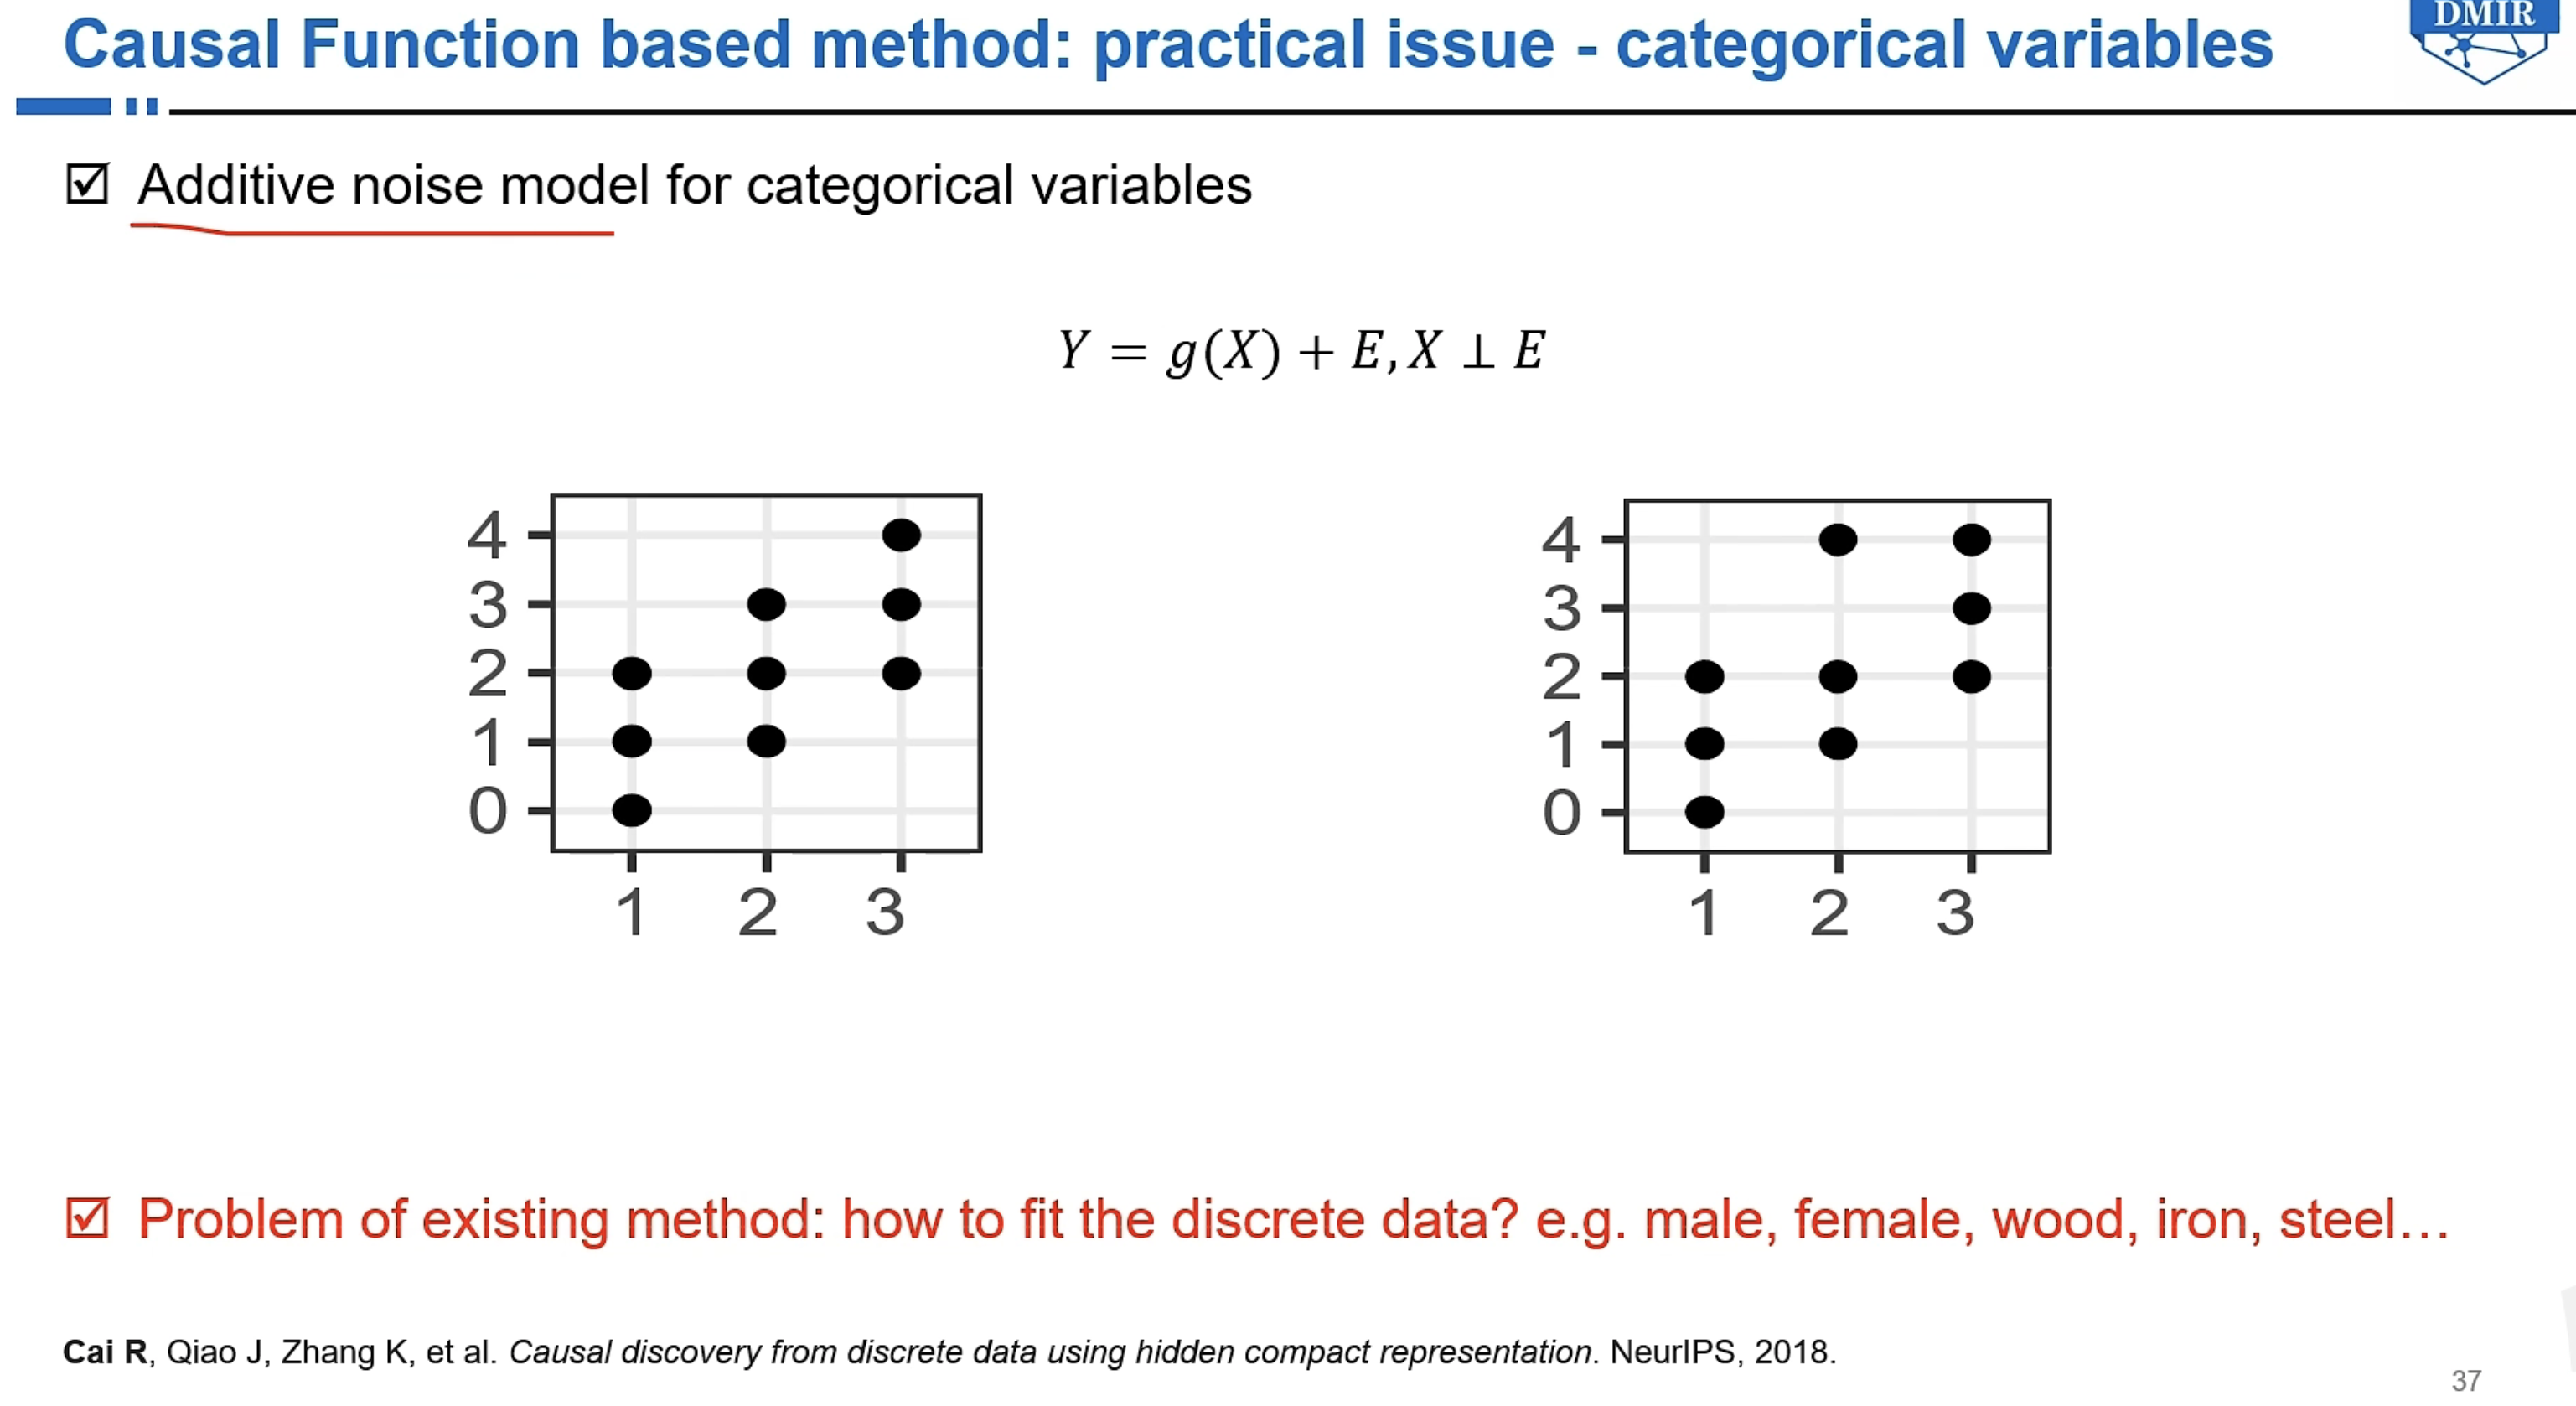 Causal Function based method: practical issue - categorical variables
DMIR
Additive noise model for categorical variables
Y = g(X) + E, X ⊥ E
4
3
2
1
0
1 2 3
4
3
2
1
0
1 2 3
Problem of existing method: how to fit the discrete data? e.g. male, female, wood, iron, steel…
Cai R, Qiao J, Zhang K, et al. Causal discovery from discrete data using hidden compact representation. NeurIPS, 2018.
37